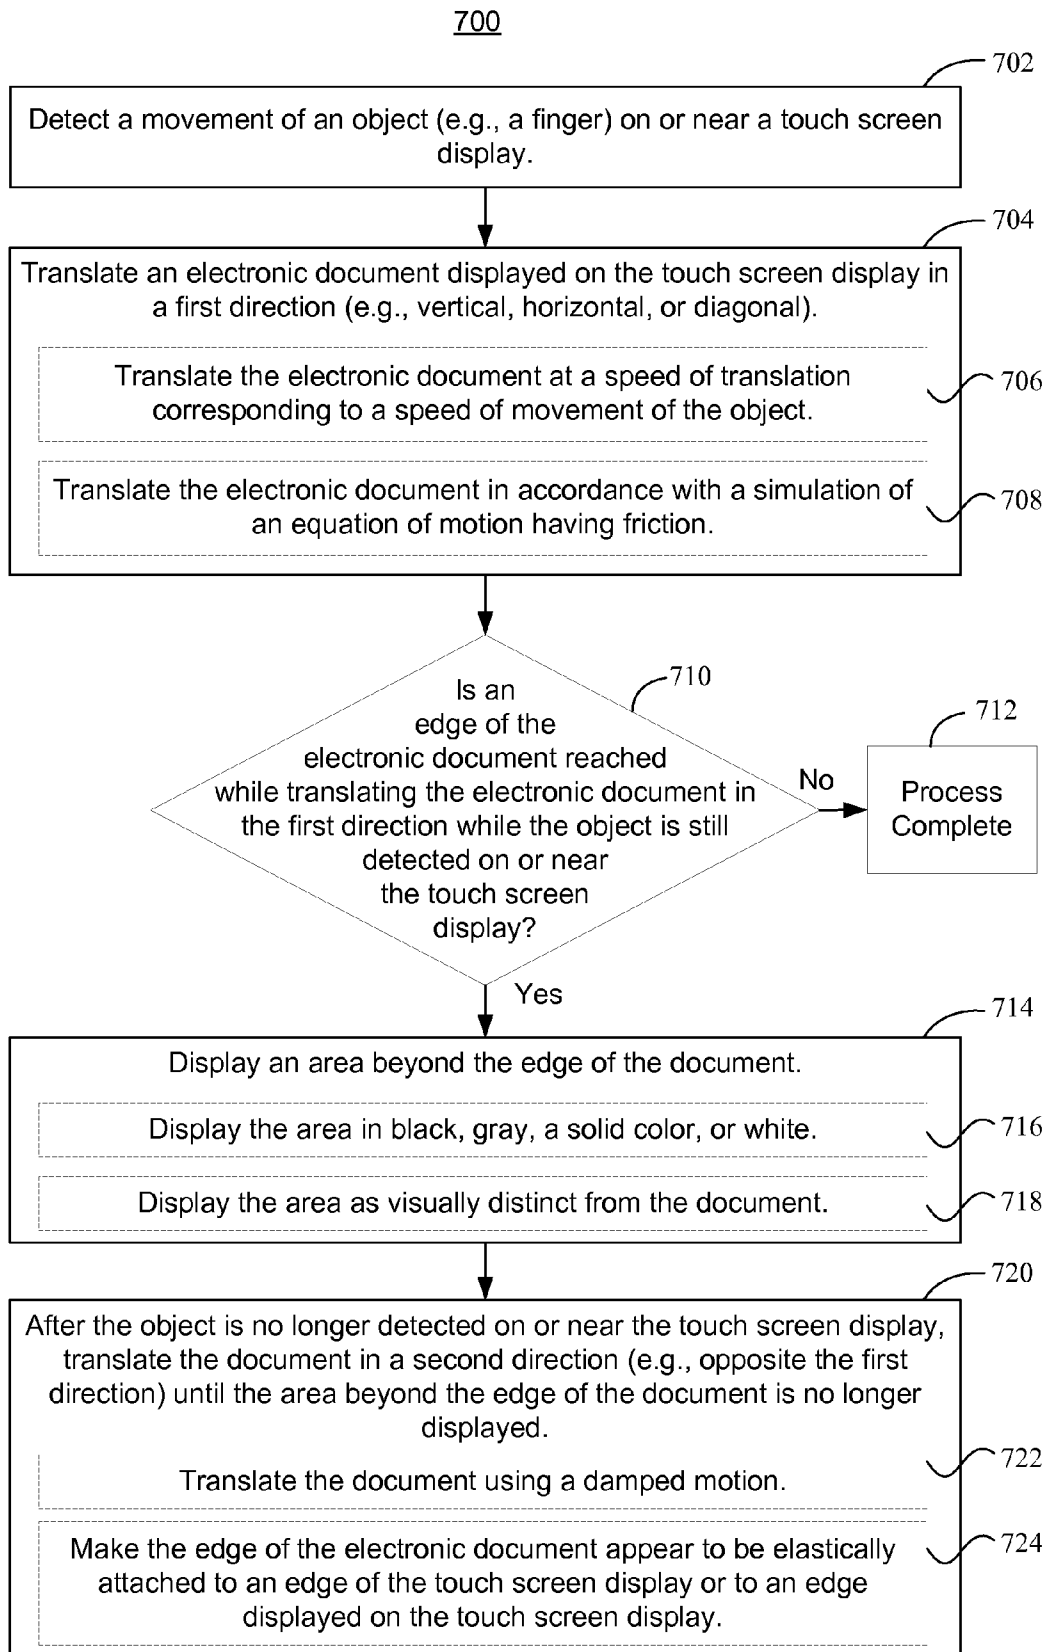 700
702
Detect a movement of an object (e.g., a finger) on or near a touch screen
display.
704
Translate an electronic document displayed on the touch screen display in
a first direction (e.g., vertical, horizontal, or diagonal).
Translate the electronic document at a speed of translation
corresponding to a speed of movement of the object.
706
Translate the electronic document in accordance with a simulation of
an equation of motion having friction.
708
710
Is an
edge of the
electronic document reached
while translating the electronic document in
the first direction while the object is still
detected on or near
the touch screen
display?
No
712
Process
Complete
Yes
714
Display an area beyond the edge of the document.
Display the area in black, gray, a solid color, or white.
716
Display the area as visually distinct from the document.
718
720
After the object is no longer detected on or near the touch screen display,
translate the document in a second direction (e.g., opposite the first
direction) until the area beyond the edge of the document is no longer
displayed.
Translate the document using a damped motion.
722
Make the edge of the electronic document appear to be elastically
attached to an edge of the touch screen display or to an edge
displayed on the touch screen display.
724